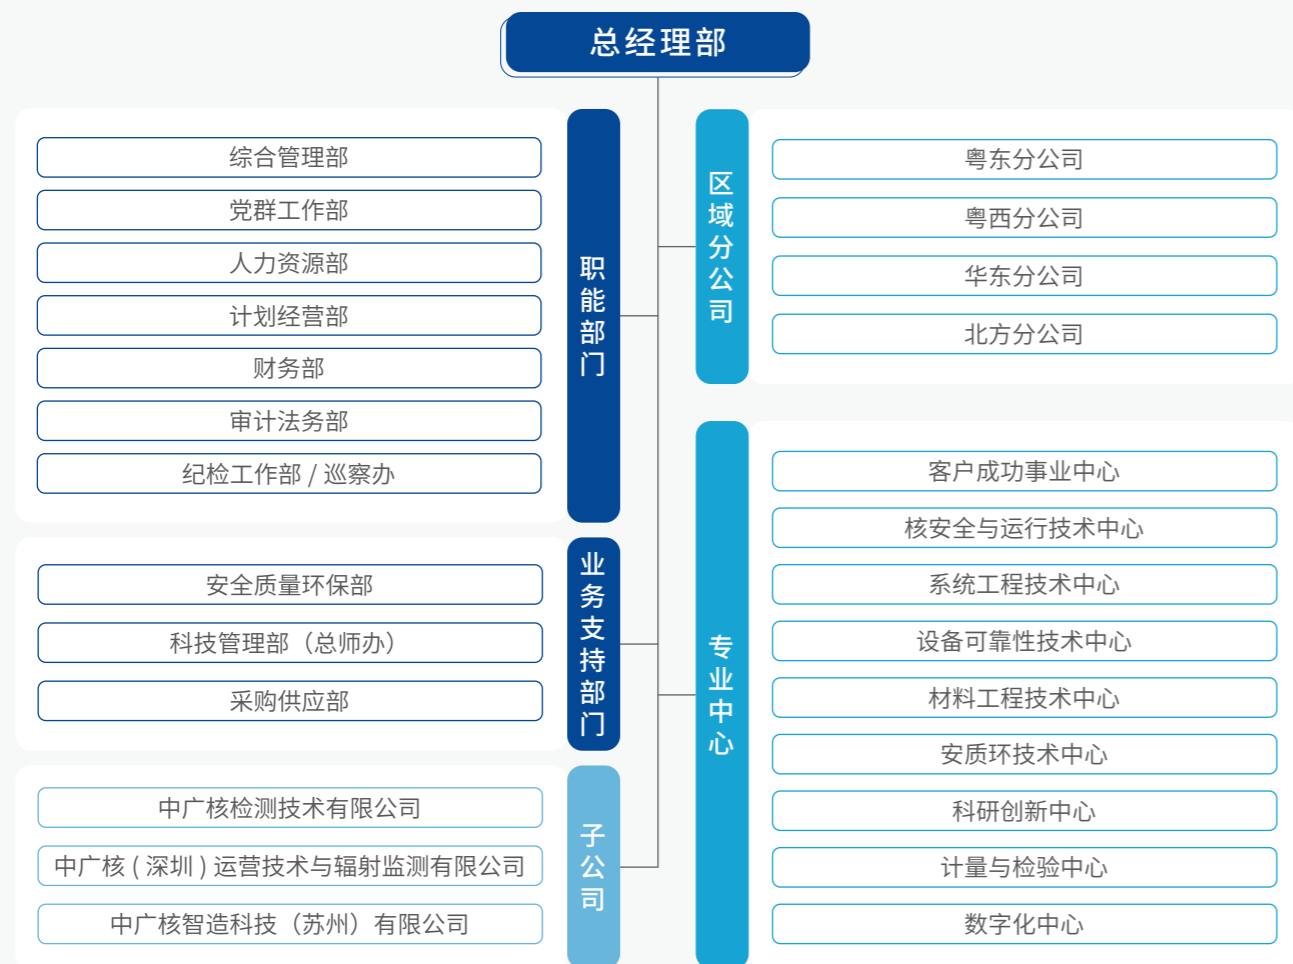 总经理部
职能部门
综合管理部
党群工作部
人力资源部
计划经营部
财务部
审计法务部
纪检工作部 / 巡察办
业务支持部门
安全质量环保部
科技管理部（总师办）
采购供应部
子公司
中广核检测技术有限公司
中广核 ( 深圳 ) 运营技术与辐射监测有限公司
中广核智造科技（苏州）有限公司
区域分公司
粤东分公司
粤西分公司
华东分公司
北方分公司
专业中心
客户成功事业中心
核安全与运行技术中心
系统工程技术中心
设备可靠性技术中心
材料工程技术中心
安质环技术中心
科研创新中心
计量与检验中心
数字化中心